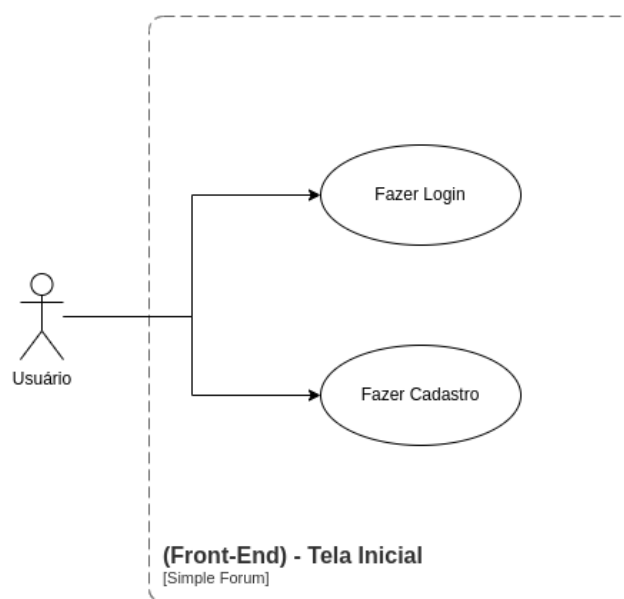 Fazer Login
Usuário
Fazer Cadastro
(Front-End) - Tela Inicial
[Simple Forum]